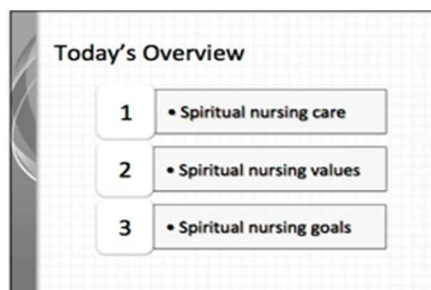 Today's Overview
1 • Spiritual nursing care
2 • Spiritual nursing values
3 • Spiritual nursing goals